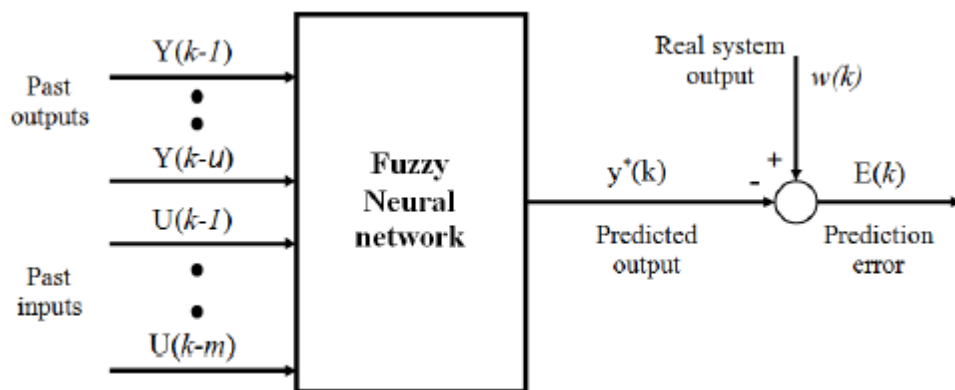 Y(k-1)
Past
outputs
Y(k-u)
U(k-1)
Past
inputs
U(k-m)
Fuzzy
Neural
network
y*(k)
Predicted
output
Real system
output
w(k)
+
-
E(k)
Prediction
error